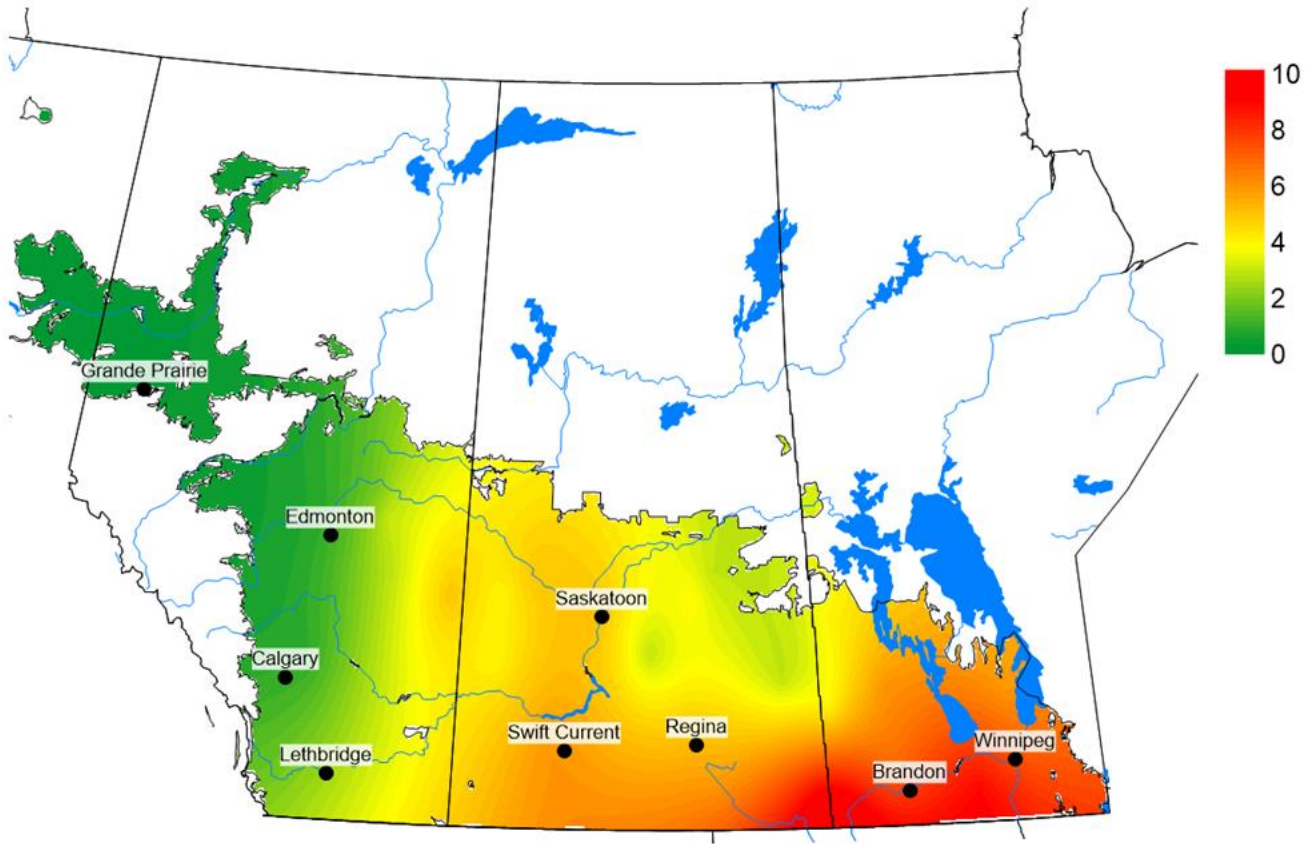 10
8
6
4
2
0
Grande Prairie
Edmonton
Saskatoon
Calgary
Swift Current
Regina
Lethbridge
Winnipeg
Brandon